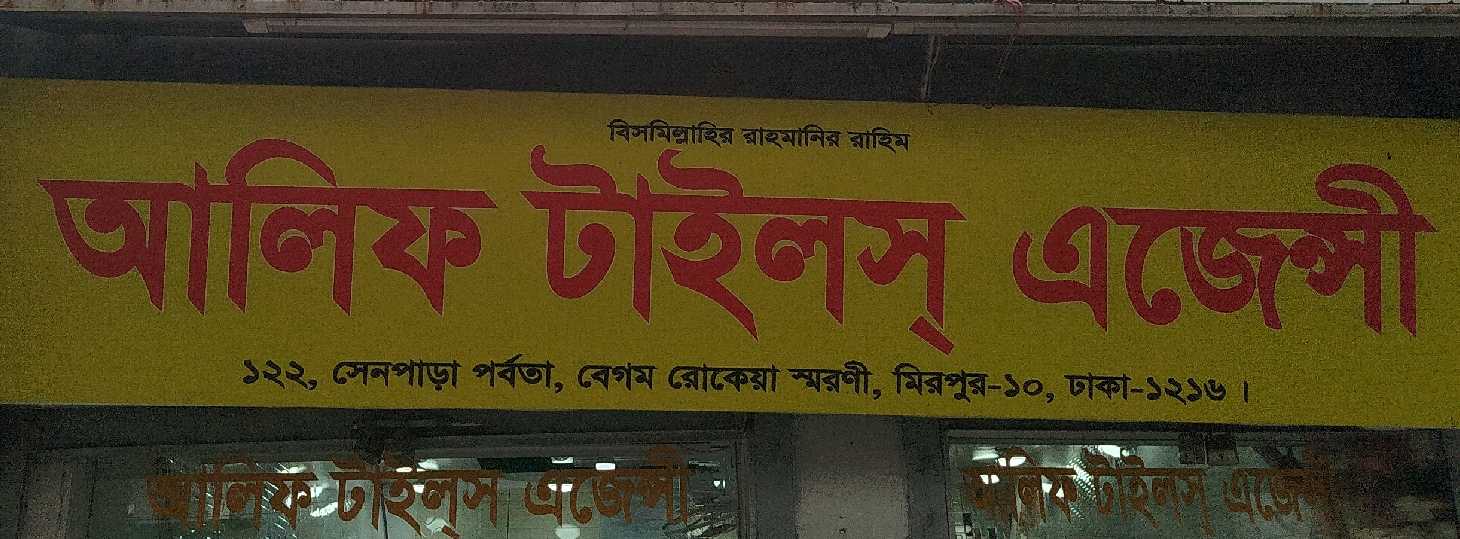 বিসমিল্লাহির রাহমানির রাহিম
আলিফ টাইলস্ এজেন্সী
১২২, সেনপাড়া পর্বতা, বেগম রোকেয়া স্মরণী, মিরপুর-১০, ঢাকা-১২১৬ ।
আলিফ টাইল্স এজেন্সী
আলিফ টাইলস্ এজেন্সী